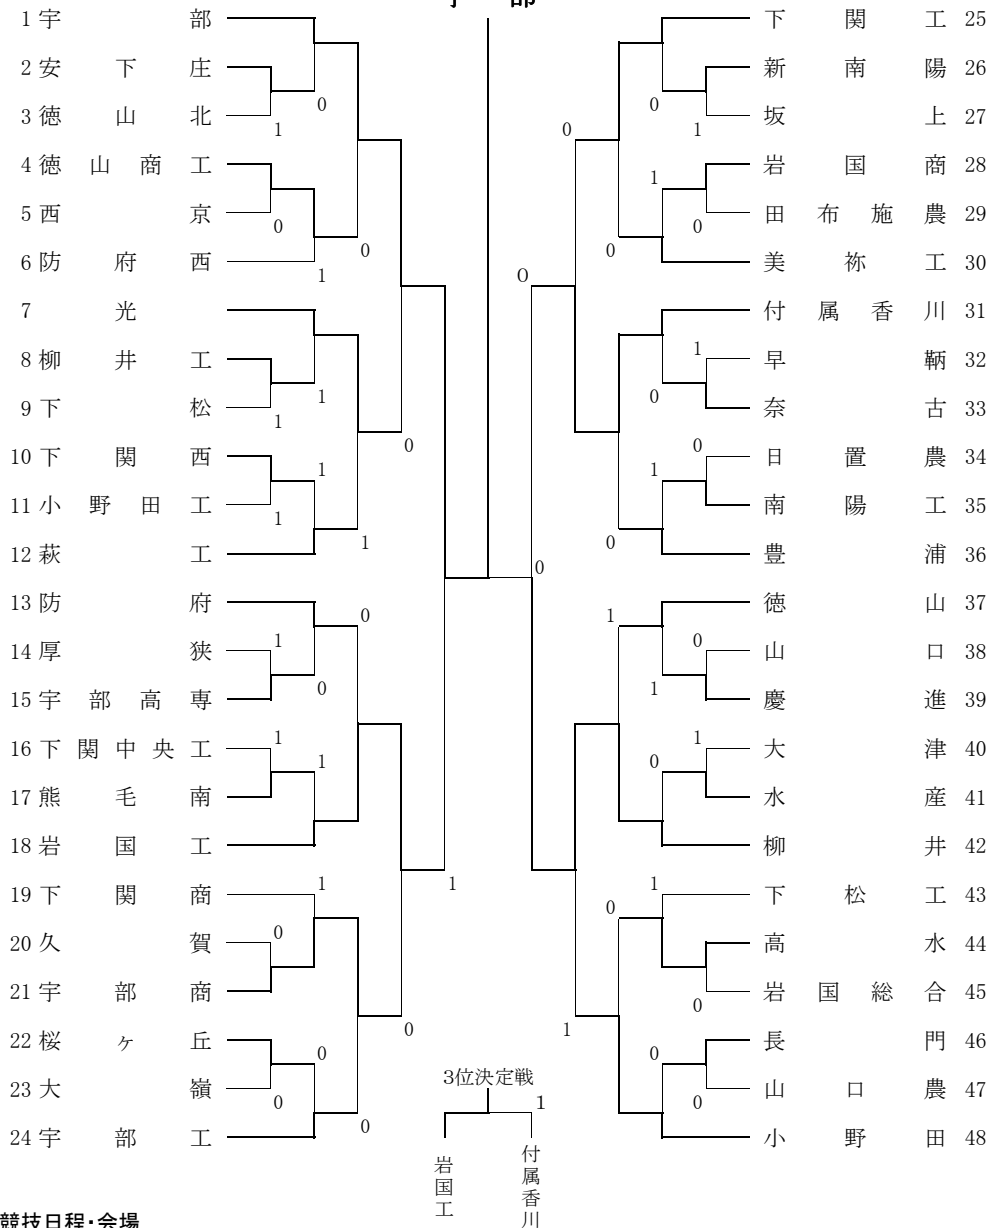 宇 部
1 宇部
2 安下庄
3 徳山北
4 徳山商工
5 西京
6 防府西
7 光
8 柳井工
9 下松
10 下関西
11 小野田工
12 萩工
13 防府
14 厚狭
15 宇部高専
16 下関中央工
17 熊毛南
18 岩国工
19 下関商
20 久賀
21 宇部商
22 桜ヶ丘
23 大嶺
24 宇部工
0
1
0
1
0
1
1
1
1
0
1
0
1
0
1
1
0
1
1
0
0
0
0
1
0
0
0
1
1
0
0
1
0
0
1
0
0
1
0
0
1
1
0
1
0
1
0
0
0
1
下関工 25
新南陽 26
坂上 27
岩国商 28
田布施農 29
美祢工 30
付属香川 31
早鞆 32
奈古 33
日置農 34
南陽工 35
豊浦 36
徳山 37
山口 38
慶進 39
大津 40
水産 41
柳井 42
下松工 43
高水 44
岩国総合 45
長門 46
山口農 47
小野田 48
3位決定戦
1
岩国工
付属香川
競技日程・会場